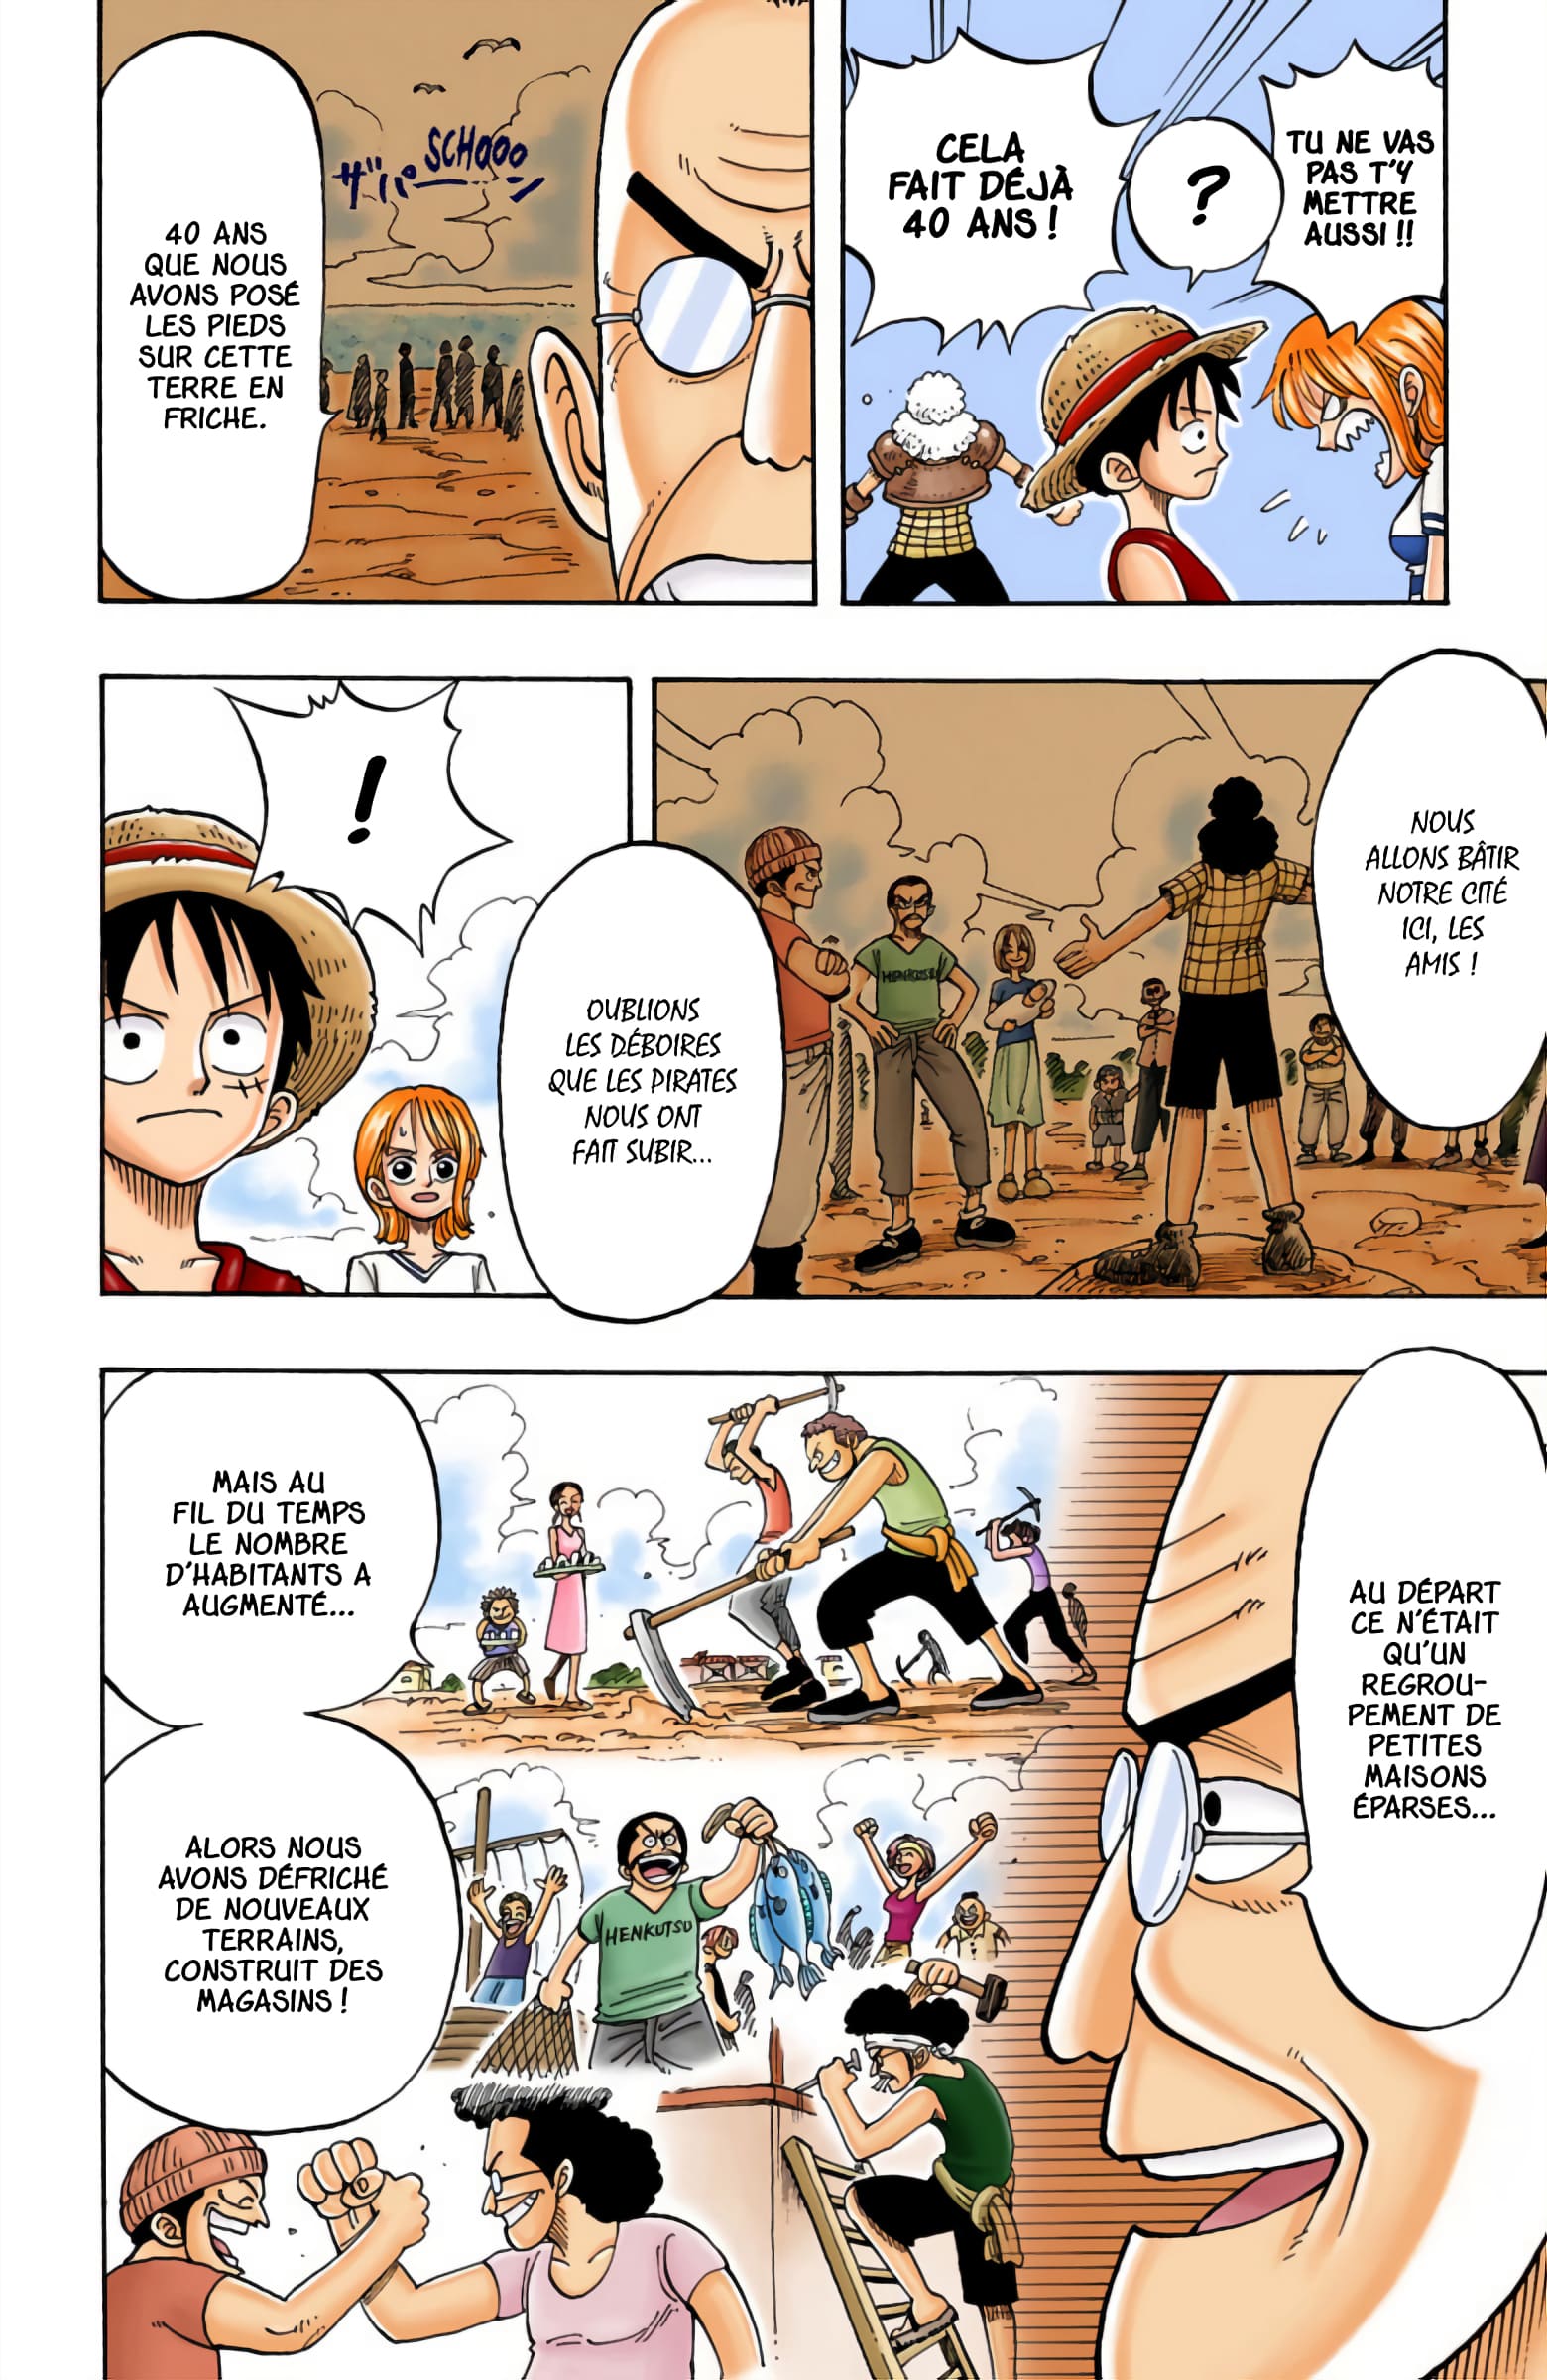 TU NE VAS
PAS T'Y
METTRE
AUSSI !!
?
CELA
FAIT DÉJÀ
40 ANS !
ザパーン
SCHOOO
40 ANS
QUE NOUS
AVONS POSÉ
LES PIEDS
SUR CETTE
TERRE EN
FRICHE.
NOUS
ALLONS BÂTIR
NOTRE CITÉ
ICI, LES
AMIS !
HENKUTSU
OUBLIONS
LES DÉBOIRES
QUE LES PIRATES
NOUS ONT
FAIT SUBIR...
!
AU DÉPART
CE N'ÉTAIT
QU'UN
REGROU-
PEMENT DE
PETITES
MAISONS
ÉPARSES...
MAIS AU
FIL DU TEMPS
LE NOMBRE
D'HABITANTS A
AUGMENTÉ...
ALORS NOUS
AVONS DÉFRICHÉ
DE NOUVEAUX
TERRAINS,
CONSTRUIT DES
MAGASINS !
HENKUTSU